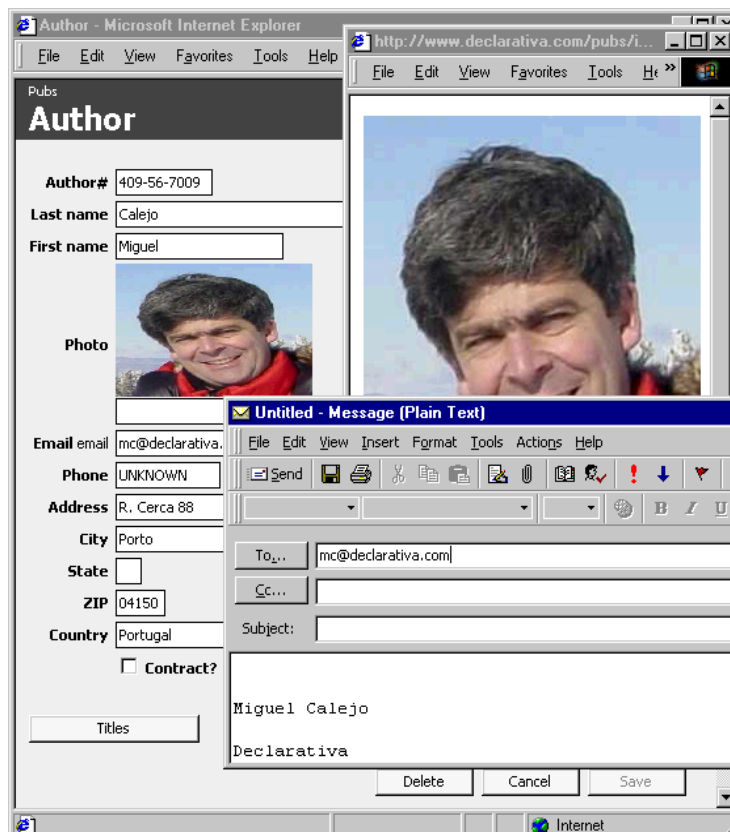 Author - Microsoft Internet Explorer
File Edit View Favorites Tools Help
Pubs
Author
Author# 409-56-7009
Last name Calejo
First name Miguel
Photo
Email email mc@declarativa.
Phone UNKNOWN
Address R. Cerca 88
City Porto
State
ZIP 04150
Country Portugal
Contract?
Titles
Delete Cancel Save
Internet
http://www.declarativa.com/pubs/i...
File Edit View Favorites Tools He »
Untitled - Message (Plain Text)
File Edit View Insert Format Tools Actions Help
Send
B I U
To... mc@declarativa.com
Cc...
Subject:
Miguel Calejo
Declarativa